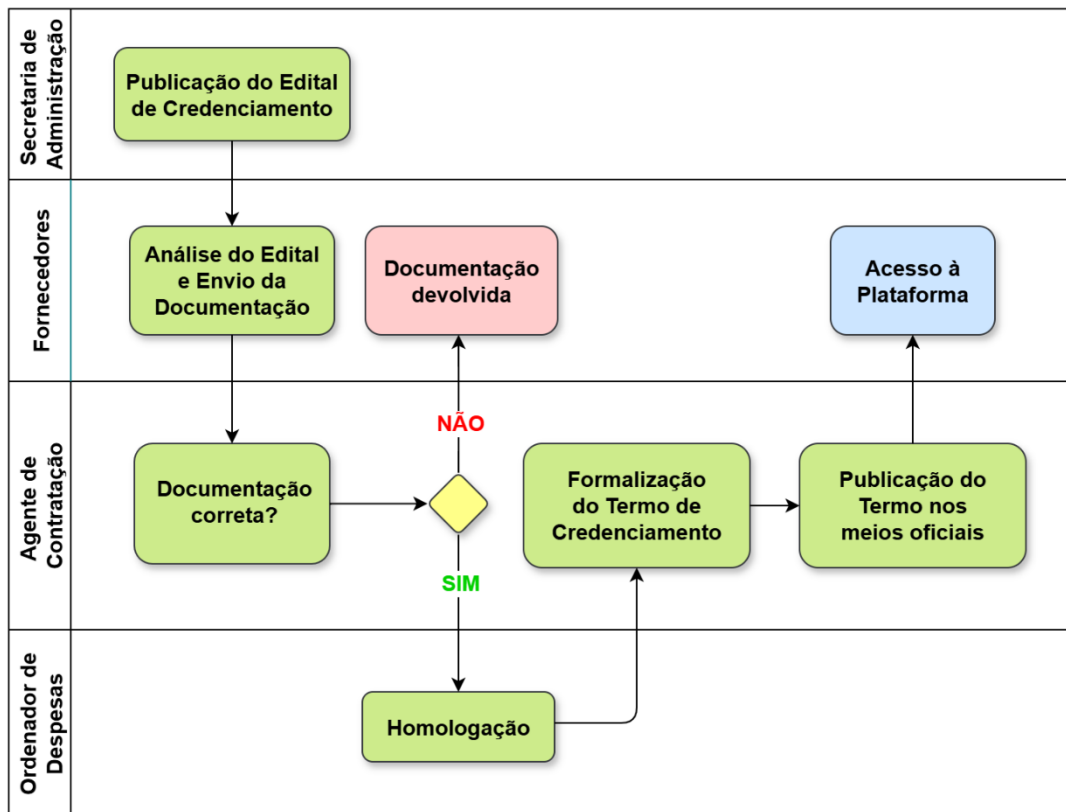 Secretaria de
Administração
Publicação do Edital
de Credenciamento
Fornecedores
Análise do Edital
e Envio da
Documentação
Documentação
devolvida
Acesso à
Plataforma
Agente de
Contratação
Documentação
correta?
NÃO
SIM
Formalização
do Termo de
Credenciamento
Publicação do
Termo nos
meios oficiais
Ordenador de
Despesas
Homologação